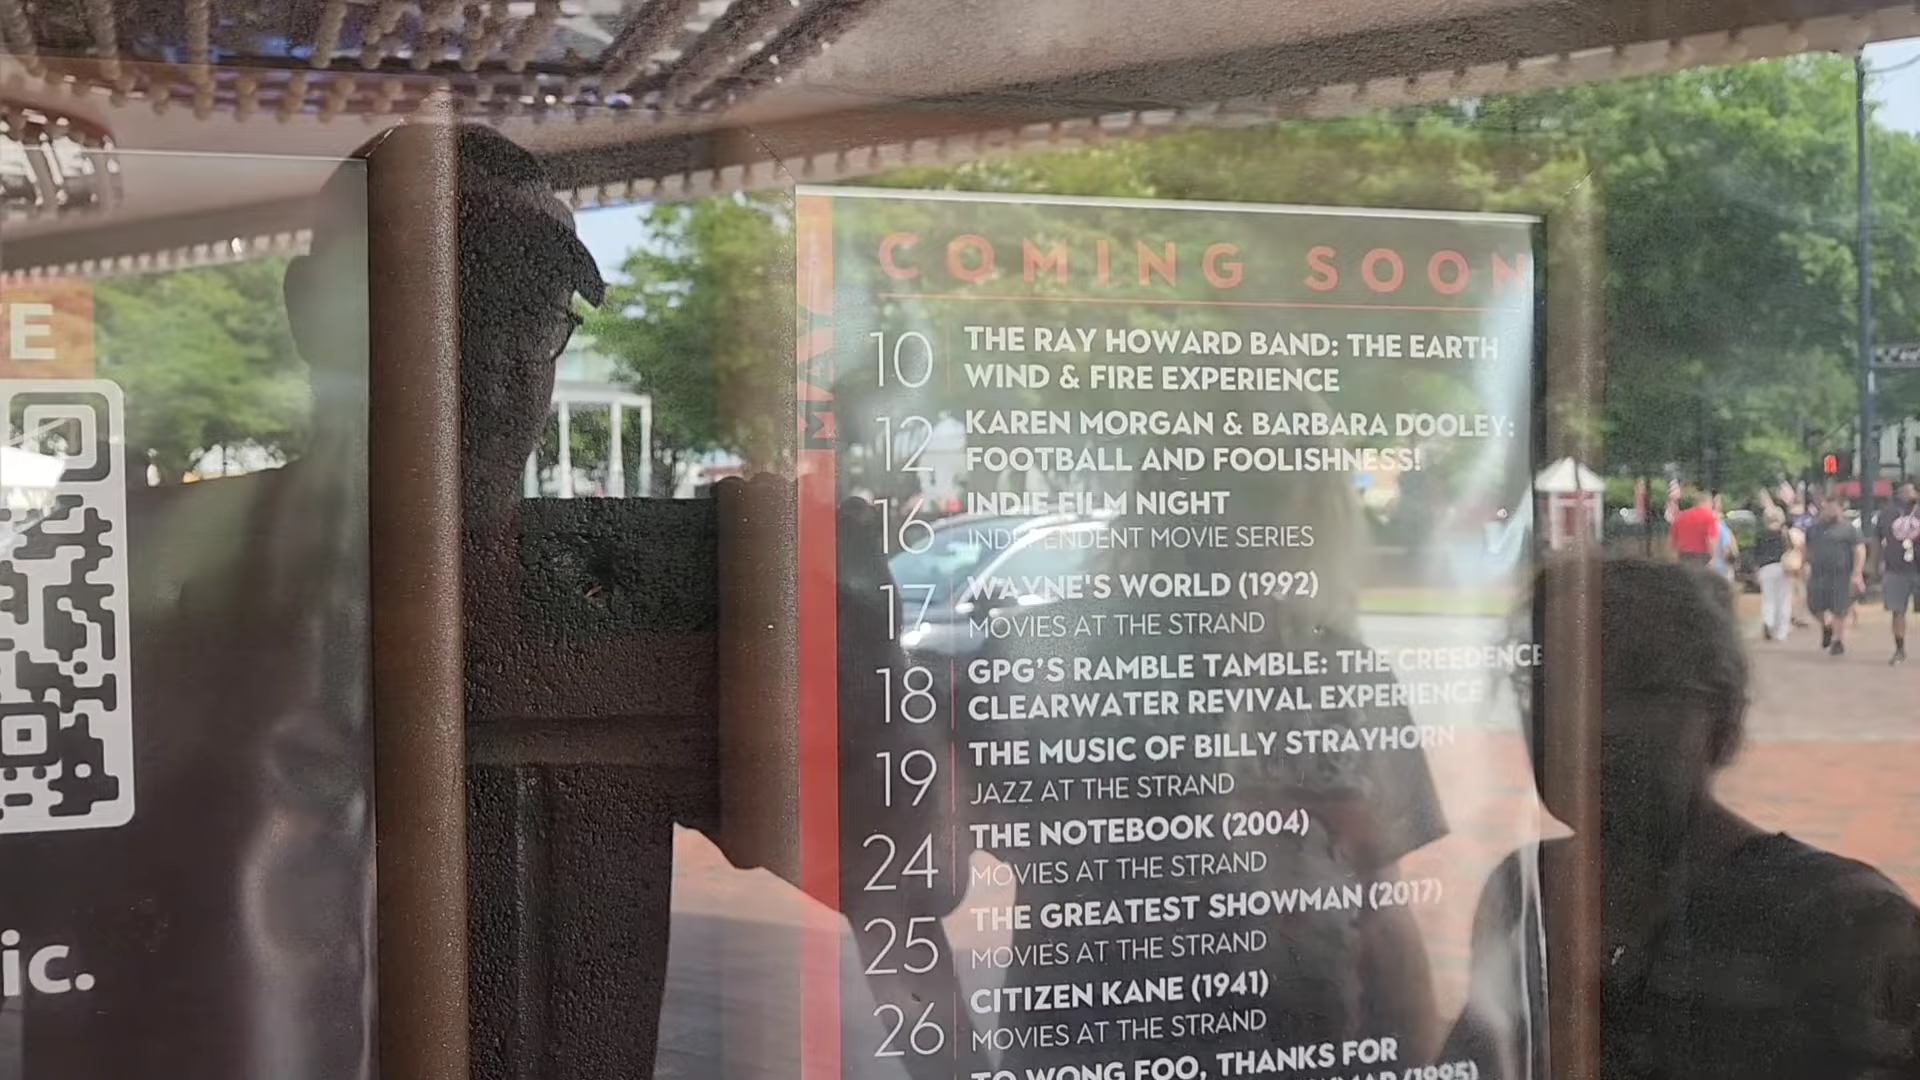 TE
ic.
MAY
COMING SOON
10
THE RAY HOWARD BAND: THE EARTH
WIND & FIRE EXPERIENCE
12
KAREN MORGAN & BARBARA DOOLEY:
FOOTBALL AND FOOLISHNESS!
16
INDIE FILM NIGHT
INDEPENDENT MOVIE SERIES
17
WAYNE'S WORLD (1992)
MOVIES AT THE STRAND
18
GPG'S RAMBLE TAMBLE: THE CREEDENCE
CLEARWATER REVIVAL EXPERIENCE
19
THE MUSIC OF BILLY STRAYHORN
JAZZ AT THE STRAND
24
THE NOTEBOOK (2004)
MOVIES AT THE STRAND
25
THE GREATEST SHOWMAN (2017)
MOVIES AT THE STRAND
26
CITIZEN KANE (1941)
MOVIES AT THE STRAND
TO WONG FOO, THANKS FOR
(1995)